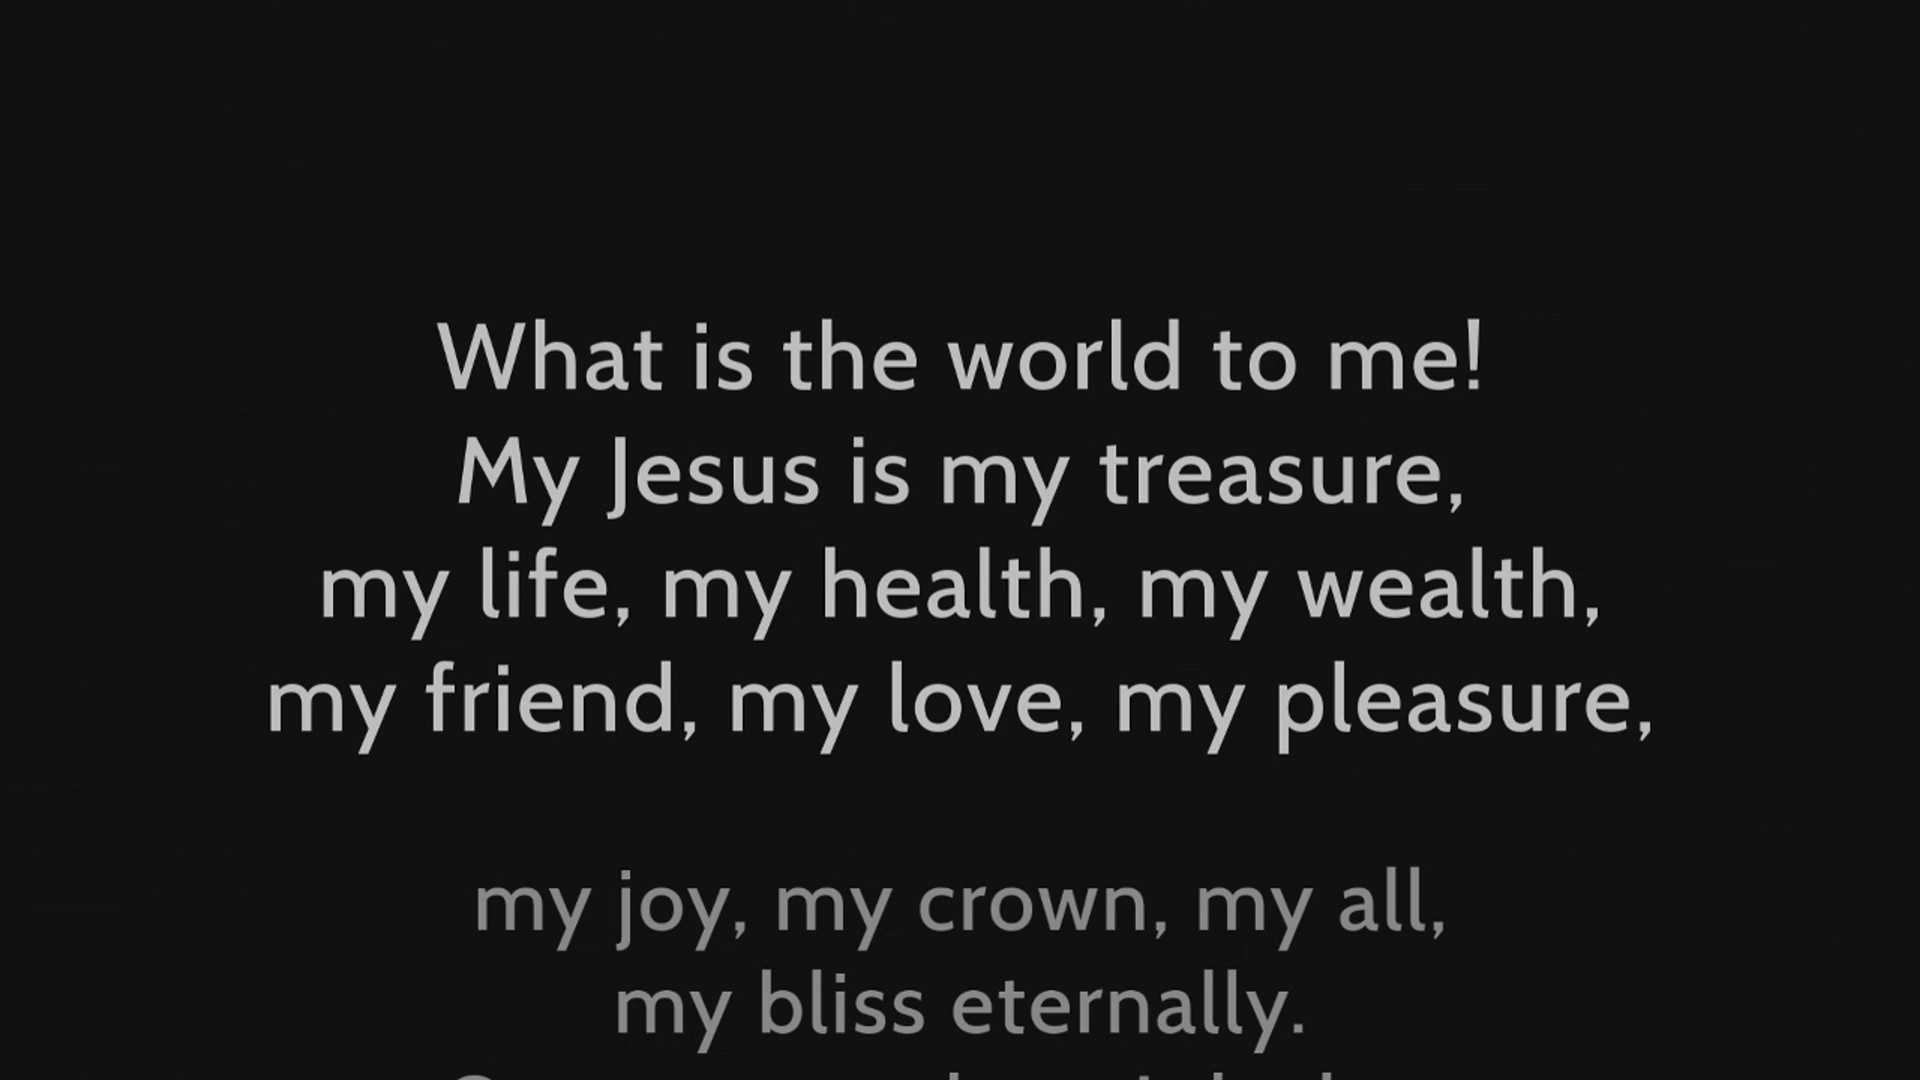 What is the world to me!
My Jesus is my treasure,
my life, my health, my wealth,
my friend, my love, my pleasure,
my joy, my crown, my all,
my bliss eternally.